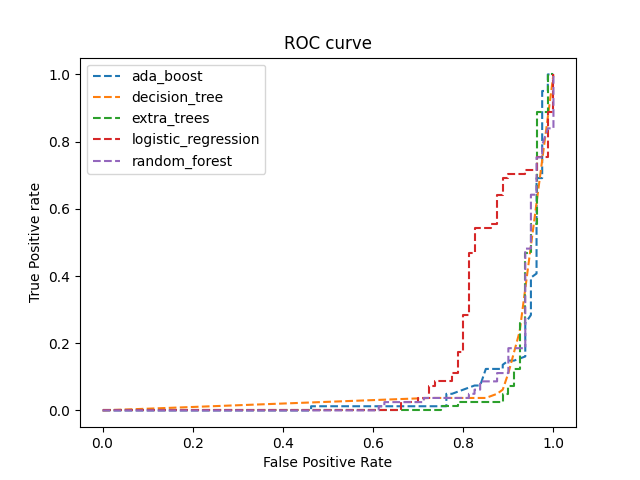 ROC curve
ada_boost
decision_tree
extra_trees
logistic_regression
random_forest
True Positive rate
1.0
0.8
0.6
0.4
0.2
0.0
0.0 0.2 0.4 0.6 0.8 1.0
False Positive Rate